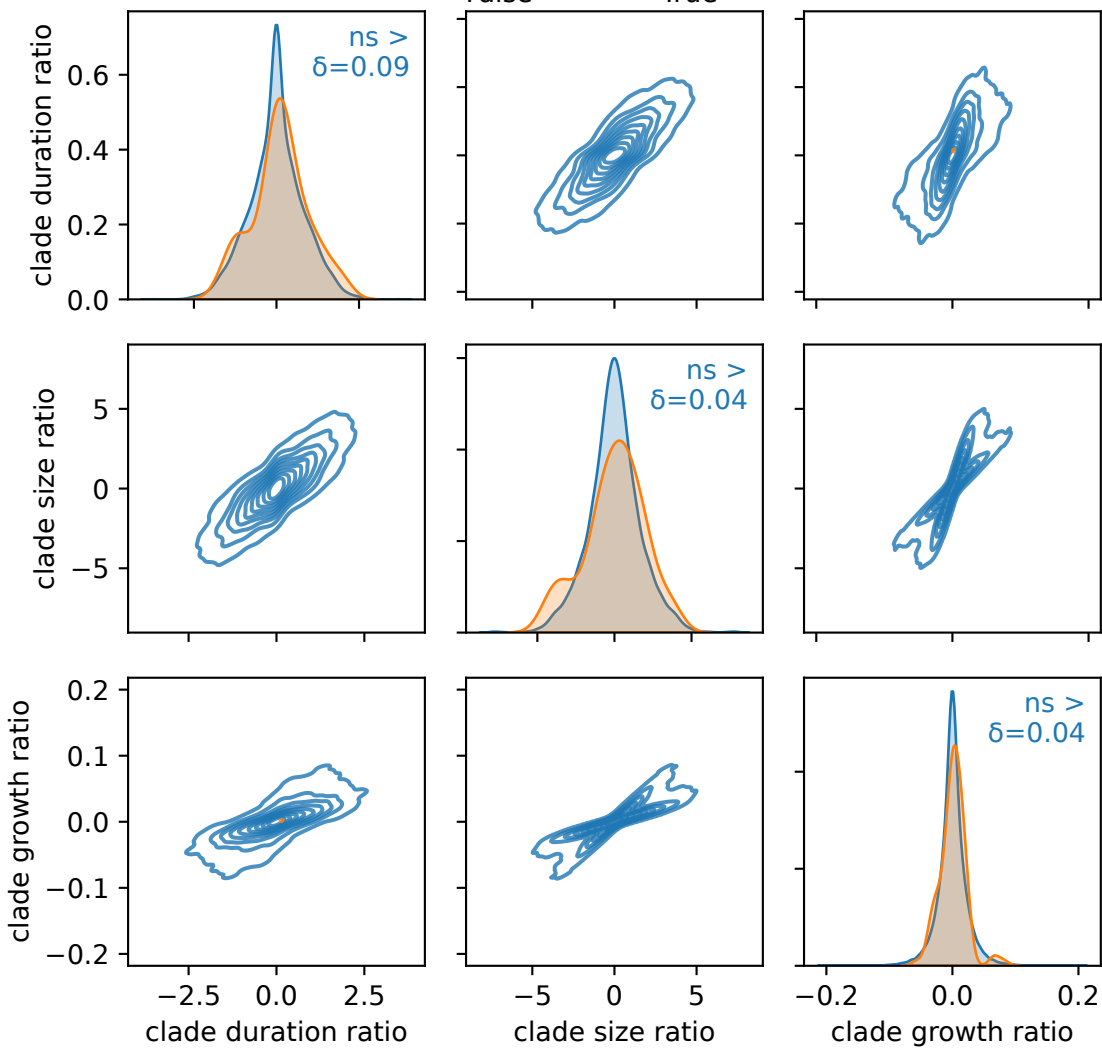 False True
clade duration ratio
0.6
0.4
0.2
0.0
ns >
δ=0.09
clade size ratio
5
0
−5
ns >
δ=0.04
clade growth ratio
0.2
0.1
0.0
−0.1
−0.2
ns >
δ=0.04
−2.5 0.0 2.5
−5 0 5
−0.2 0.0 0.2
clade duration ratio
clade size ratio
clade growth ratio